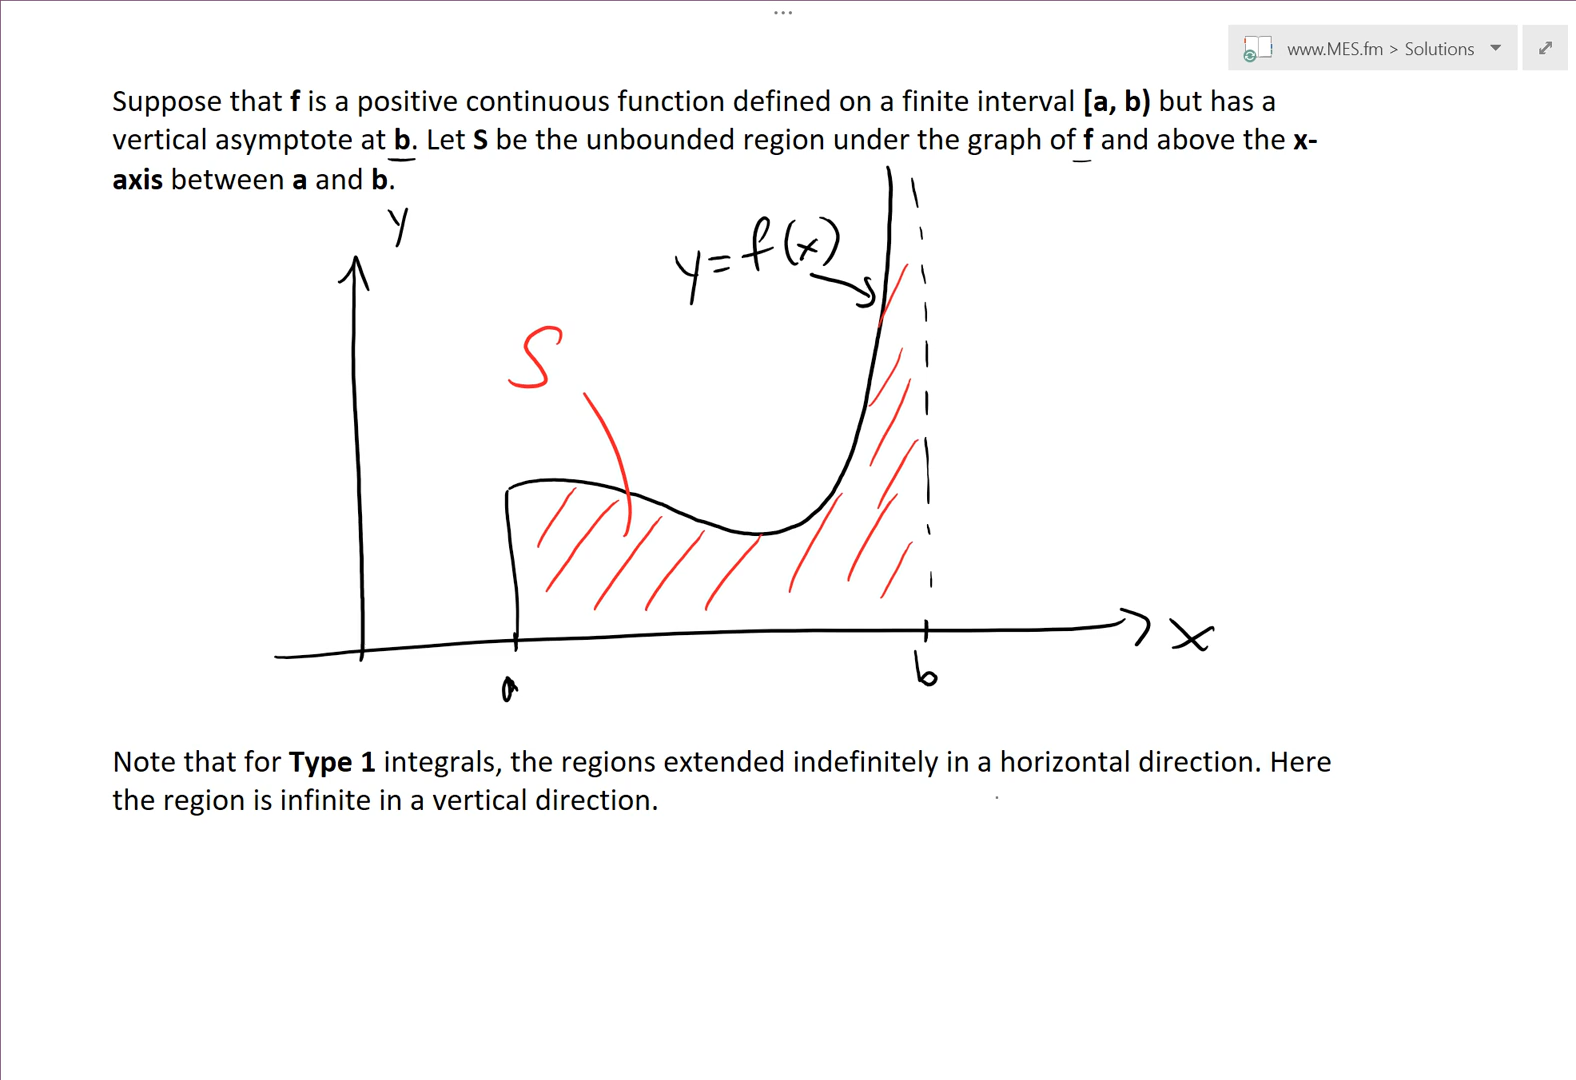 ...
www.MES.fm > Solutions
Suppose that f is a positive continuous function defined on a finite interval [a, b) but has a
vertical asymptote at b. Let S be the unbounded region under the graph of f and above the x-
axis between a and b.
y
y = f(x)
S
x
a
b
Note that for Type 1 integrals, the regions extended indefinitely in a horizontal direction. Here
the region is infinite in a vertical direction.